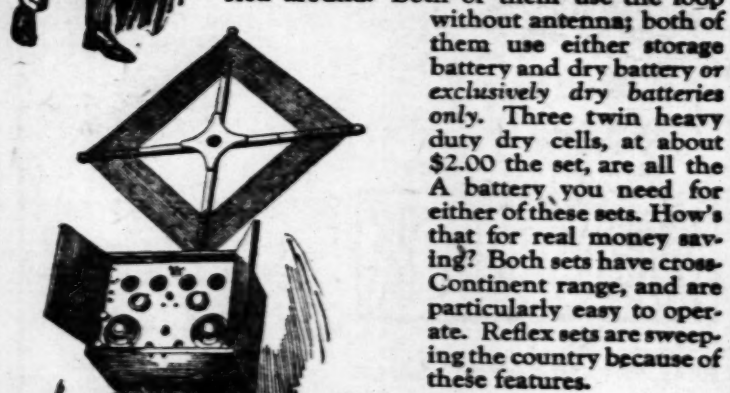 without antenna; both of
them use either storage
battery and dry battery or
exclusively dry batteries
only. Three twin heavy
duty dry cells, at about
$2.00 the set, are all the
A battery you need for
either of these sets. How's
that for real money sav-
ing? Both sets have cross-
Continent range, and are
particularly easy to oper-
ate. Reflex sets are sweep-
ing the country because of
these features.